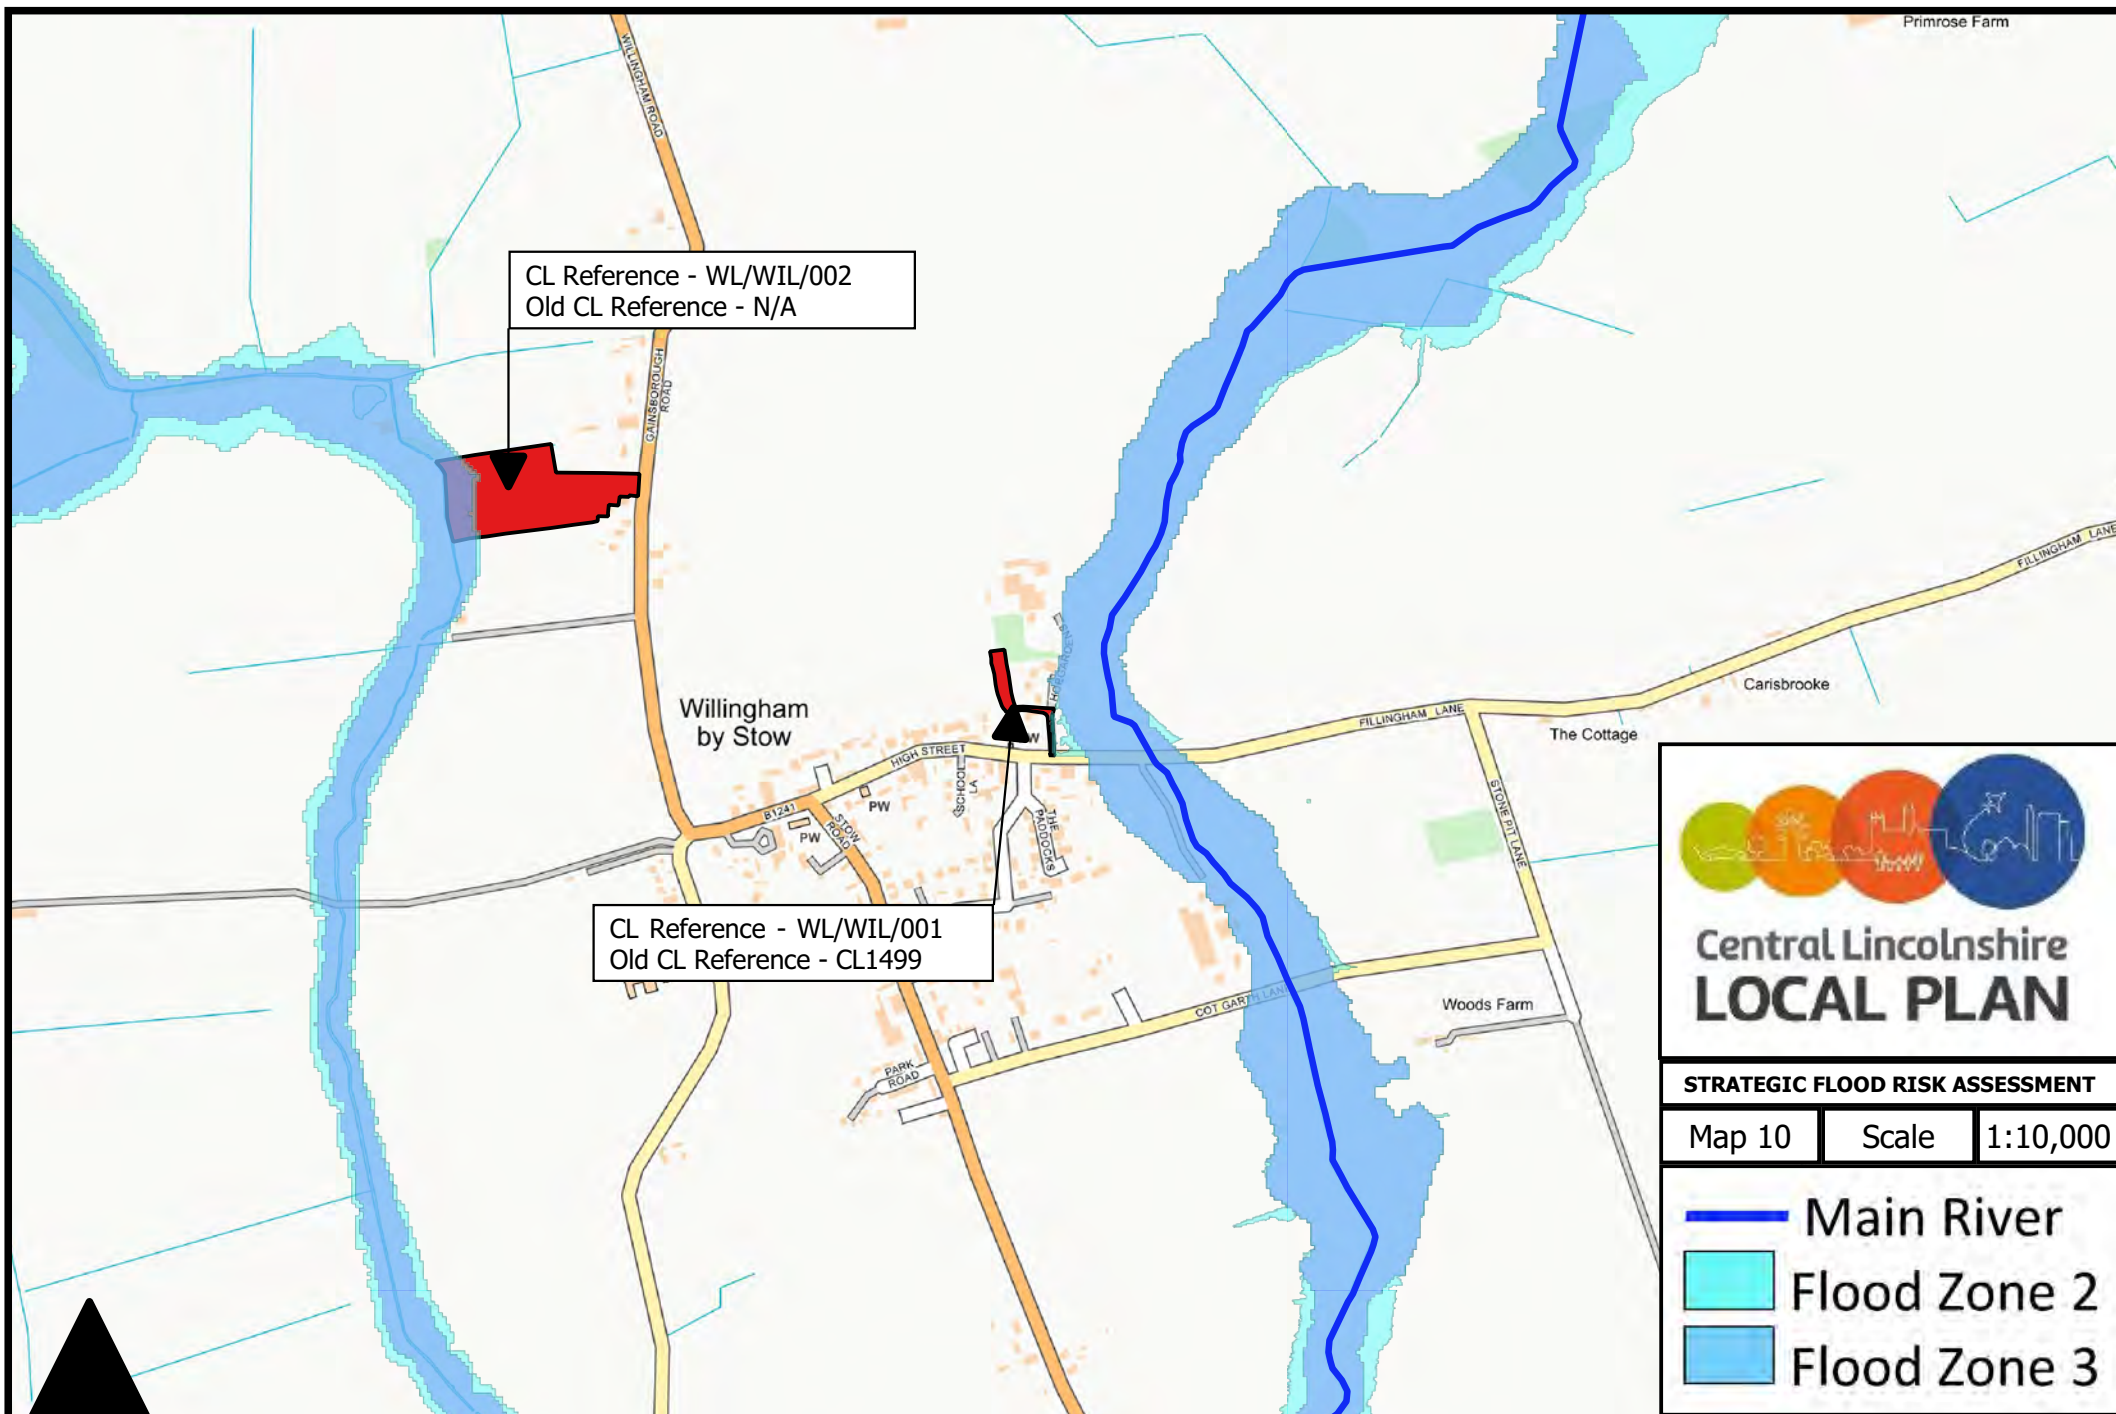 Primrose Farm
WILLINGHAM ROAD
CL Reference - WL/WIL/002
Old CL Reference - N/A
GAINSBOROUGH
ROAD
FILLINGHAM LANE
Carisbrooke
Willingham
by Stow
FILLINGHAM LANE
The Cottage
HIGH STREET
SCHOOL
LA
B1241
PW
PW
STOW
ROAD
THE
PADDOCKS
STONE PIT LANE
CL Reference - WL/WIL/001
Old CL Reference - CL1499
COT GARTH LANE
Woods Farm
PARK
ROAD
Central Lincolnshire
LOCAL PLAN
STRATEGIC FLOOD RISK ASSESSMENT
Map 10
Scale
1:10,000
Main River
Flood Zone 2
Flood Zone 3